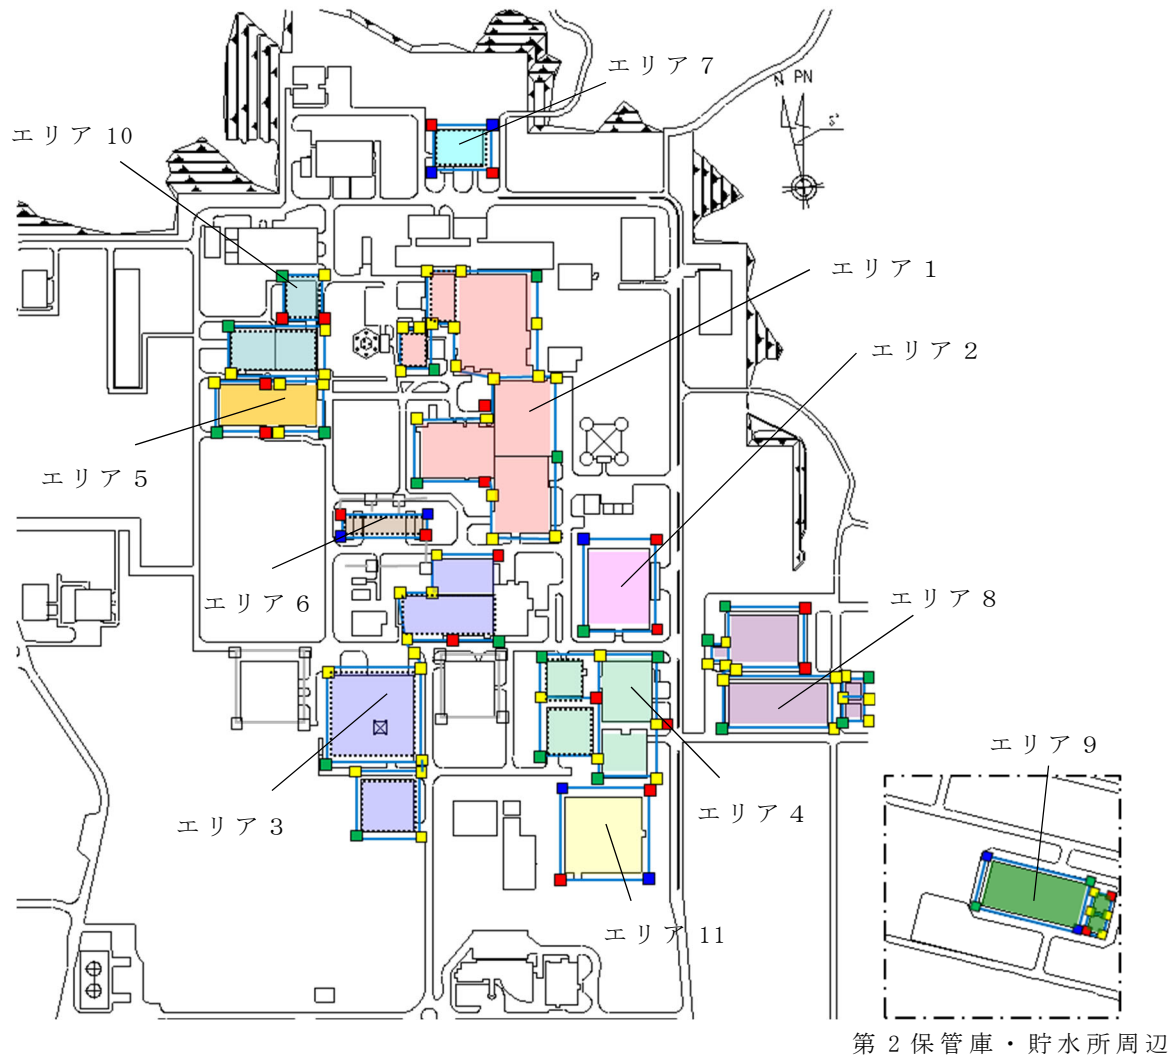 エリア 7
N PN
エリア 10
エリア 1
エリア 2
エリア 5
エリア 6
エリア 8
エリア 9
エリア 3
エリア 4
エリア 11
第 2 保管庫・貯水所周辺